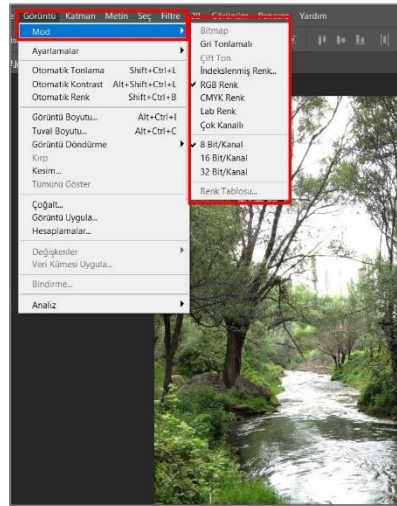 Görüntü Katman Metin Seç Filtre 3D Görünüm Pencere Yardım
Mod
Ayarlamalar
Otomatik Tonlama Shift+Ctrl+L
Otomatik Kontrast Alt+Shift+Ctrl+L
Otomatik Renk Shift+Ctrl+B
Görüntü Boyutu... Alt+Ctrl+I
Tuval Boyutu... Alt+Ctrl+C
Görüntü Döndürme
Kırp
Kesim...
Tümünü Göster
Çoğalt...
Görüntü Uygula...
Hesaplamalar...
Değişkenler
Veri Kümesi Uygula...
Bindirme...
Analiz
Bitmap
Gri Tonlamalı
Çift Ton
İndekslenmiş Renk...
RGB Renk
CMYK Renk
Lab Renk
Çok Kanallı
8 Bit/Kanal
16 Bit/Kanal
32 Bit/Kanal
Renk Tablosu...